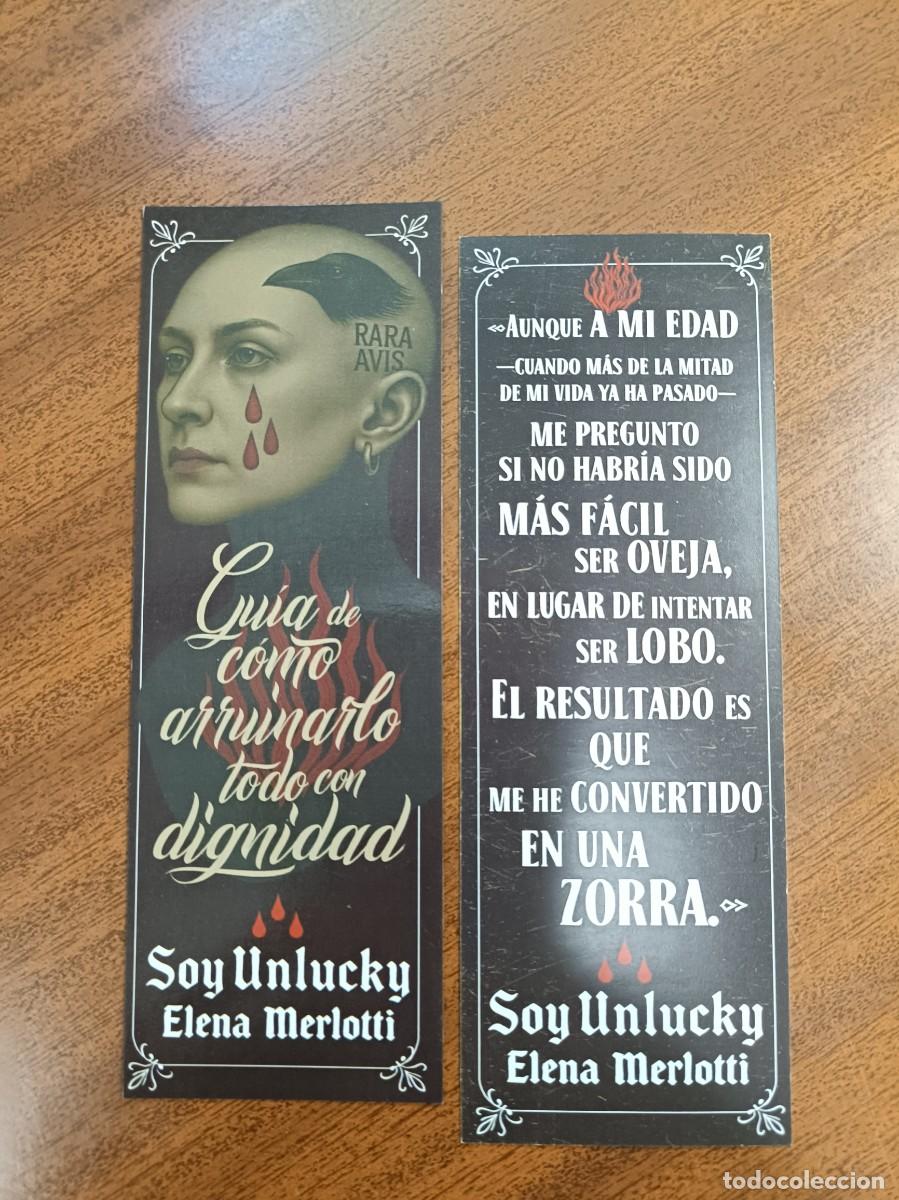 RARA
AVIS
Guía de
cómo
arruinarlo
todo con
dignidad
Soy Unlucky
Elena Merlotti
«AUNQUE A MI EDAD
—CUANDO MÁS DE LA MITAD
DE MI VIDA YA HA PASADO—
ME PREGUNTO
SI NO HABRÍA SIDO
MÁS FÁCIL
SER OVEJA,
EN LUGAR DE INTENTAR
SER LOBO.
EL RESULTADO ES
QUE
ME HE CONVERTIDO
EN UNA
ZORRA.»
Soy Unlucky
Elena Merlotti
todocoleccion